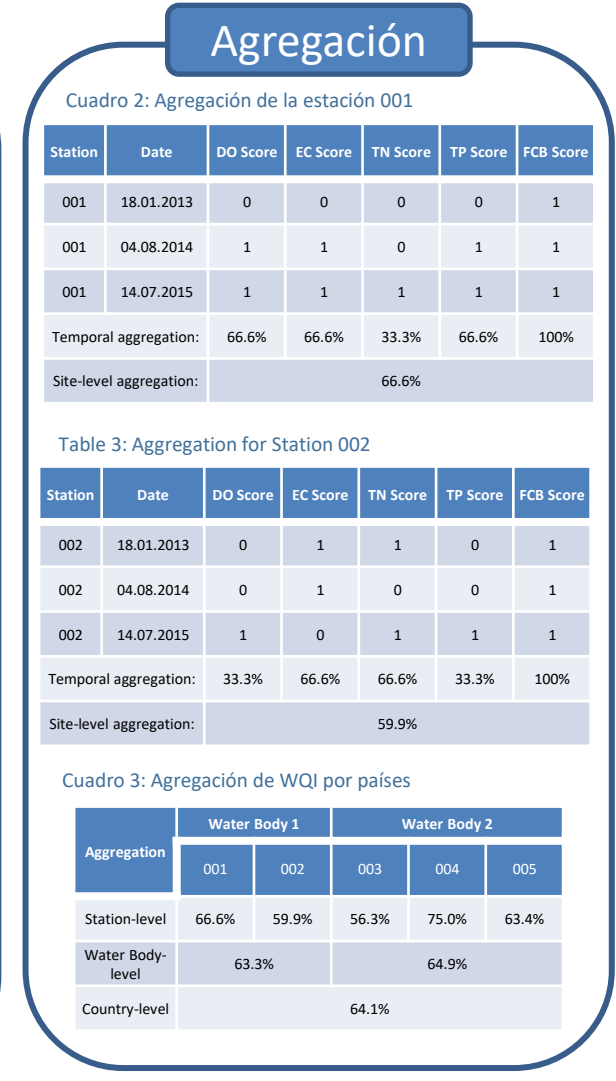 Agregación
Cuadro 2: Agregación de la estación 001
Station Date DO Score EC Score TN Score TP Score FCB Score
001 18.01.2013 0 0 0 0 1
001 04.08.2014 1 1 0 1 1
001 14.07.2015 1 1 1 1 1
Temporal aggregation: 66.6% 66.6% 33.3% 66.6% 100%
Site-level aggregation: 66.6%
Table 3: Aggregation for Station 002
Station Date DO Score EC Score TN Score TP Score FCB Score
002 18.01.2013 0 1 1 0 1
002 04.08.2014 0 1 0 0 1
002 14.07.2015 1 0 1 1 1
Temporal aggregation: 33.3% 66.6% 66.6% 33.3% 100%
Site-level aggregation: 59.9%
Cuadro 3: Agregación de WQI por países
Aggregation Water Body 1 Water Body 2
001 002 003 004 005
Station-level 66.6% 59.9% 56.3% 75.0% 63.4%
Water Body-
level 63.3% 64.9%
Country-level 64.1%